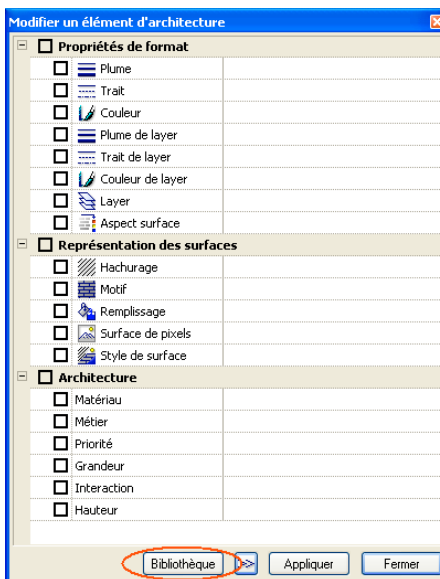 Modifier un élément d'architecture
Propriétés de format
Plume
Trait
Couleur
Plume de layer
Trait de layer
Couleur de layer
Layer
Aspect surface
Représentation des surfaces
Hachurage
Motif
Remplissage
Surface de pixels
Style de surface
Architecture
Matériau
Métier
Priorité
Grandeur
Interaction
Hauteur
Bibliothèque >> Appliquer Fermer